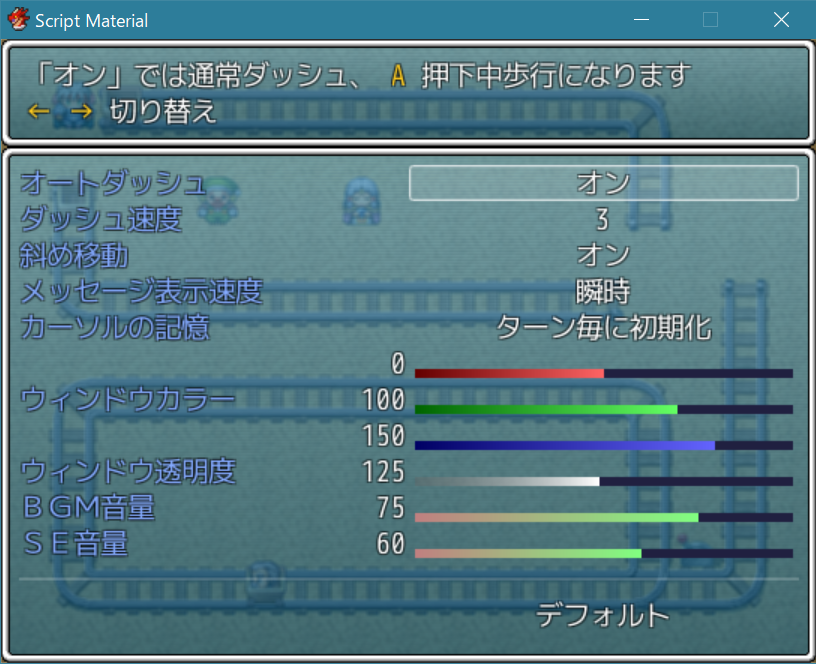 Script Material
「オン」では通常ダッシュ、 A 押下中歩行になります
← → 切り替え
オートダッシュ オン
ダッシュ速度 3
斜め移動 オン
メッセージ表示速度 瞬時
カーソルの記憶 ターン毎に初期化
0
ウィンドウカラー 100
150
ウィンドウ透明度 125
ＢＧＭ音量 75
ＳＥ音量 60
デフォルト